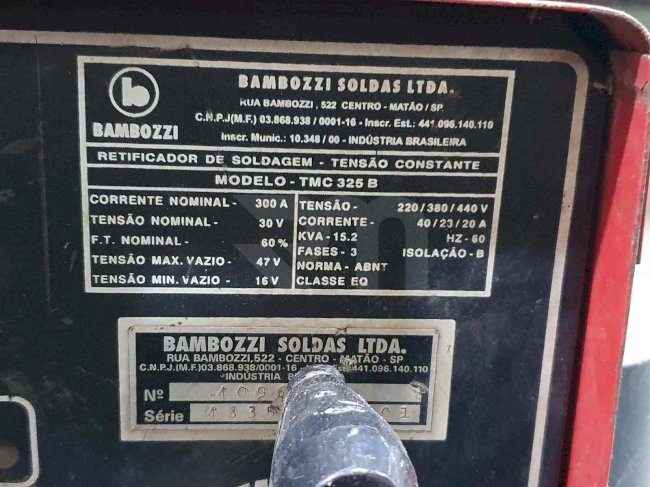 BAMBOZZI SOLDAS LTDA.
RUA BAMBOZZI, 522 CENTRO - MATÃO / SP
C.N.P.J(M.F.) 03.868.938 / 0001-16 - Inscr. Est.: 441.096.140.110
Inscr. Munic.: 10.348 / 00 - INDÚSTRIA BRASILEIRA
BAMBOZZI
RETIFICADOR DE SOLDAGEM - TENSÃO CONSTANTE
MODELO - TMC 325 B
CORRENTE NOMINAL - 300 A
TENSÃO NOMINAL - 30 V
F.T. NOMINAL - 60 %
TENSÃO MAX. VAZIO - 47 V
TENSÃO MIN. VAZIO - 16 V
TENSÃO - 220 / 380 / 440 V
CORRENTE - 40 / 23 / 20 A
KVA - 15.2 HZ - 60
FASES - 3 ISOLAÇÃO - B
NORMA - ABNT
CLASSE EQ
BAMBOZZI SOLDAS LTDA.
RUA BAMBOZZI, 522 - CENTRO - MATÃO - SP
C.N.P.J.(M.F.)03.868.938/0001-16 - Est. 441.096.140.110
INDÚSTRIA
Nº
Série